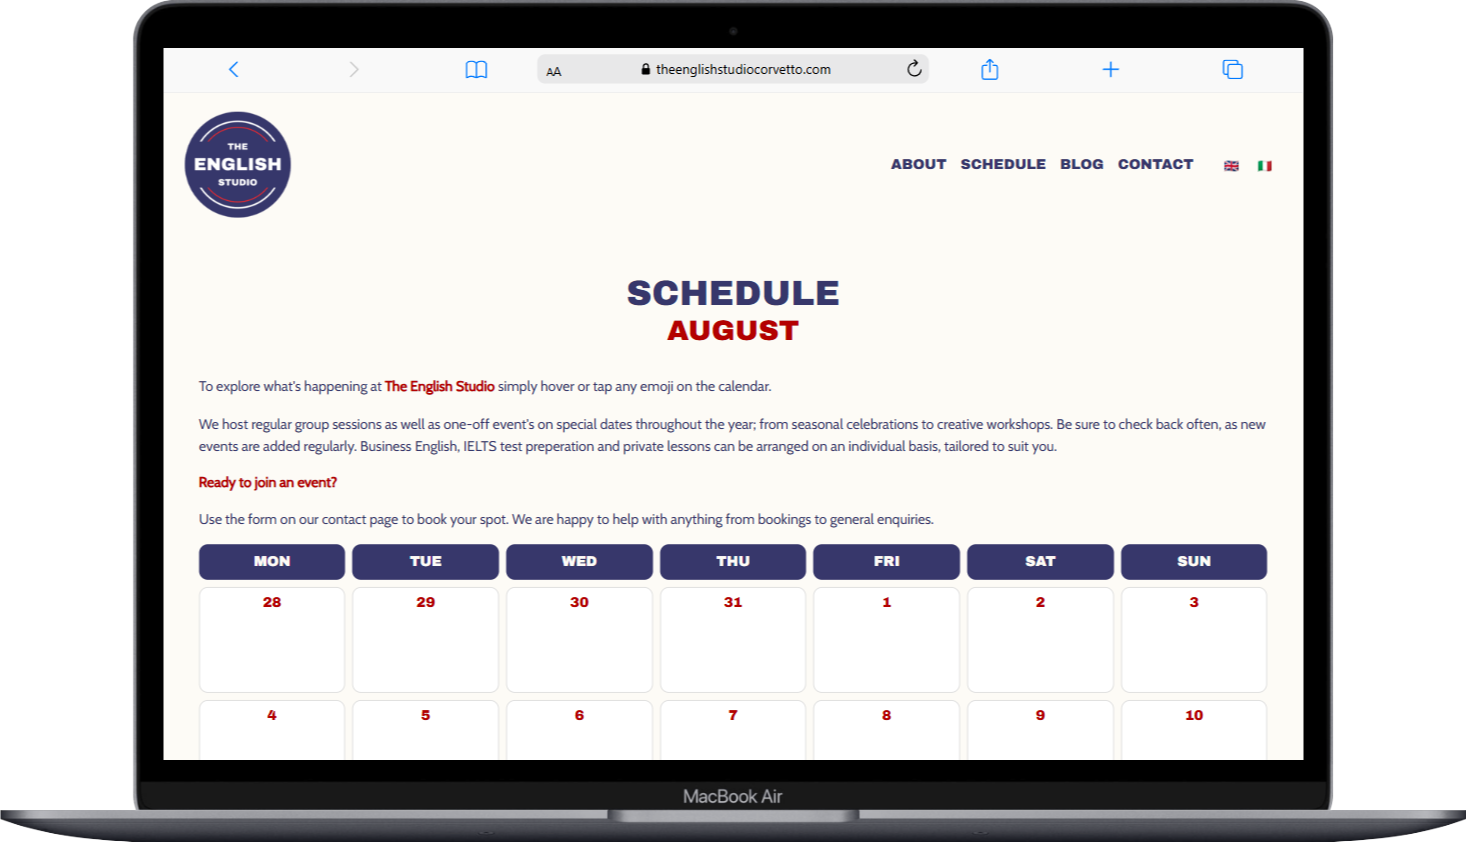 AA theenglishstudiocorvetto.com
THE
ENGLISH
STUDIO
ABOUT SCHEDULE BLOG CONTACT
SCHEDULE
AUGUST
To explore what's happening at The English Studio simply hover or tap any emoji on the calendar.
We host regular group sessions as well as one-off event's on special dates throughout the year; from seasonal celebrations to creative workshops. Be sure to check back often, as new
events are added regularly. Business English, IELTS test preperation and private lessons can be arranged on an individual basis, tailored to suit you.
Ready to join an event?
Use the form on our contact page to book your spot. We are happy to help with anything from bookings to general enquiries.
MON TUE WED THU FRI SAT SUN
28 29 30 31 1 2 3
4 5 6 7 8 9 10
MacBook Air